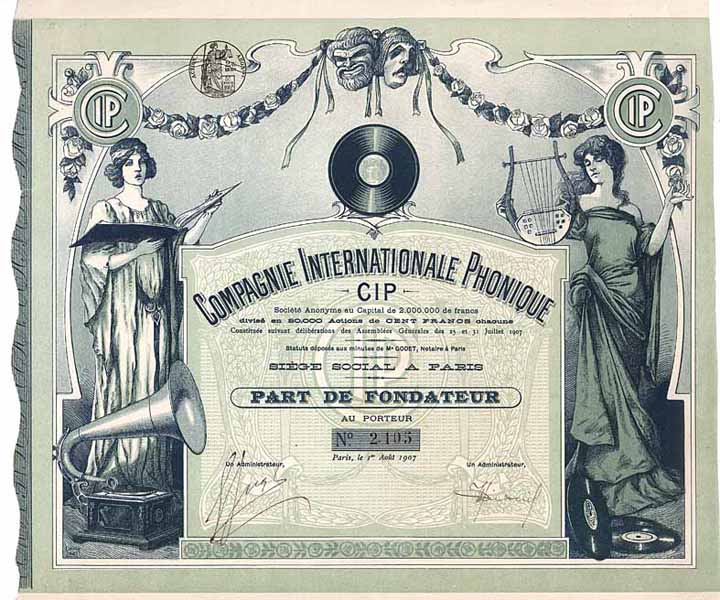 CIP
CIP
COMPAGNIE INTERNATIONALE PHONIQUE
CIP
Société Anonyme au Capital de 2.000.000 de francs
divisé en 20.000 Actions de CENT FRANCS chacune
Constituée suivant délibérations des Assemblées Générales des 15 et 31 Juillet 1907
Statuts déposés aux minutes de Me GODET, Notaire à Paris
SIÈGE SOCIAL A PARIS
PART DE FONDATEUR
AU PORTEUR
No 2.105
Paris, le 1er Août 1907
Un Administrateur,
Un Administrateur,